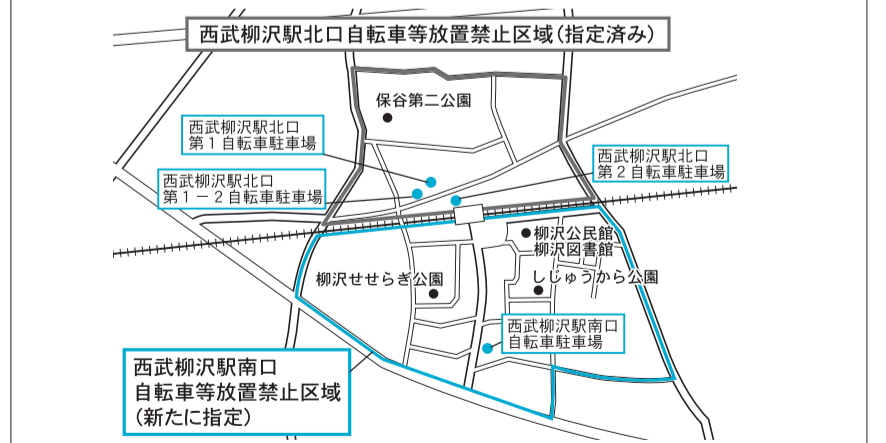 西武柳沢駅北口自転車等放置禁止区域(指定済み)
保谷第二公園
西武柳沢駅北口
第1自転車駐車場
西武柳沢駅北口
第1−2自転車駐車場
西武柳沢駅北口
第2自転車駐車場
柳沢公民館
柳沢図書館
しじゅうから公園
柳沢せせらぎ公園
西武柳沢駅南口
自転車駐車場
西武柳沢駅南口
自転車等放置禁止区域
(新たに指定)